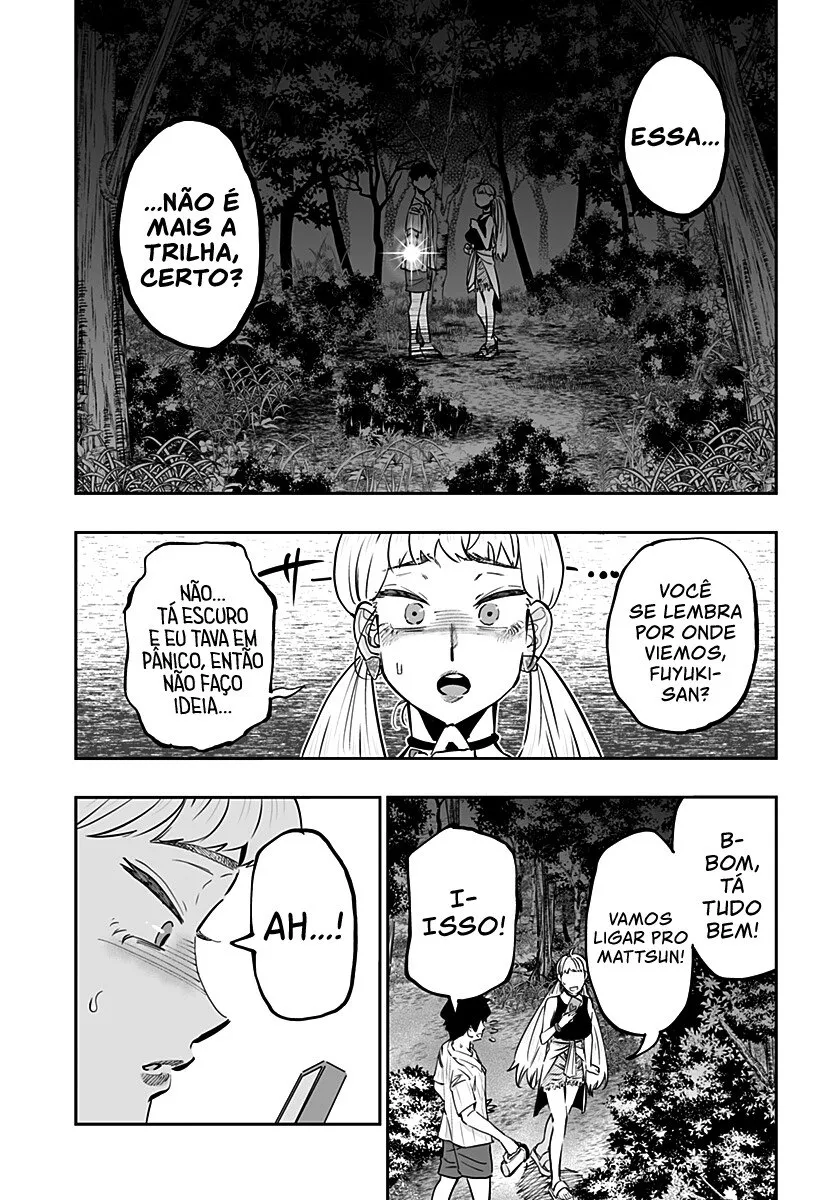 ESSA...
...NÃO É
MAIS A
TRILHA,
CERTO?
VOCÊ
SE LEMBRA
POR ONDE
VIEMOS,
FUYUKI-
SAN?
NÃO...
TÁ ESCURO
E EU TAVA EM
PÂNICO, ENTÃO
NÃO FAÇO
IDEIA...
B-
BOM,
TÁ
TUDO
BEM!
VAMOS
LIGAR PRO
MATTSUN!
I-
ISSO!
AH...!